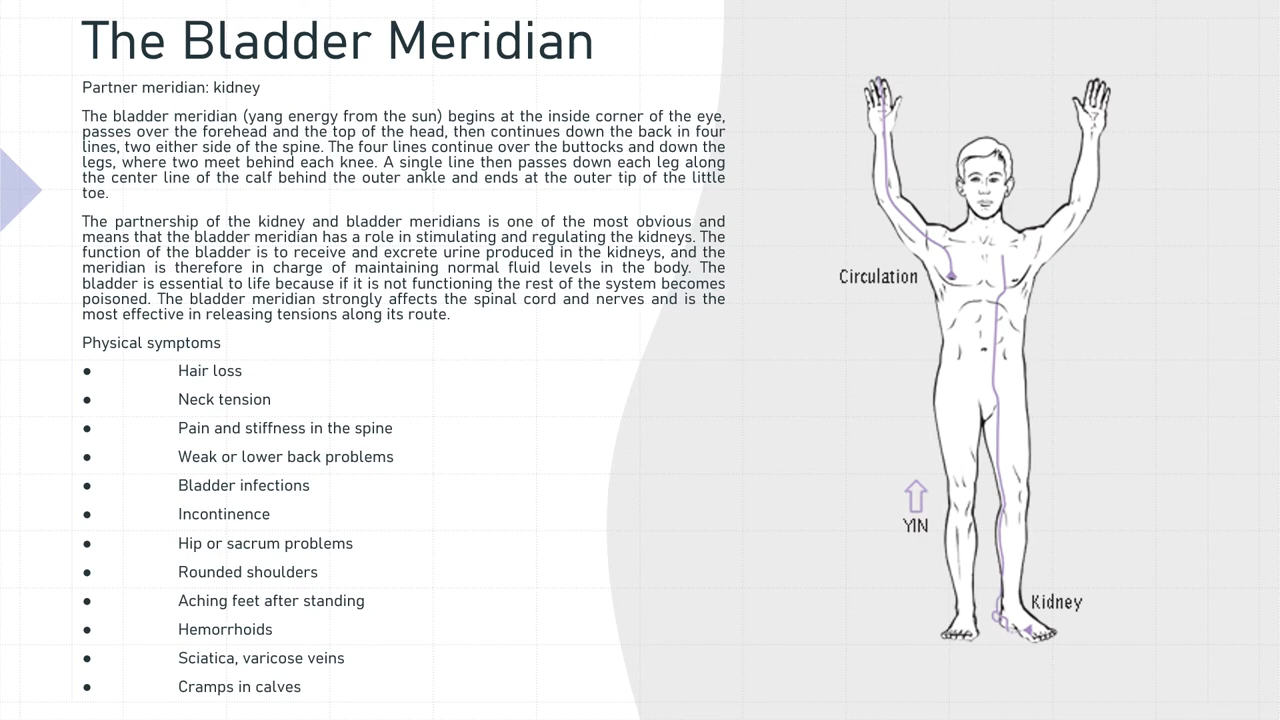 The Bladder Meridian
Partner meridian: kidney
The bladder meridian (yang energy from the sun) begins at the inside corner of the eye,
passes over the forehead and the top of the head, then continues down the back in four
lines, two either side of the spine. The four lines continue over the buttocks and down the
legs, where two meet behind each knee. A single line then passes down each leg along
the center line of the calf behind the outer ankle and ends at the outer tip of the little
toe.
The partnership of the kidney and bladder meridians is one of the most obvious and
means that the bladder meridian has a role in stimulating and regulating the kidneys. The
function of the bladder is to receive and excrete urine produced in the kidneys, and the
meridian is therefore in charge of maintaining normal fluid levels in the body. The
bladder is essential to life because if it is not functioning the rest of the system becomes
poisoned. The bladder meridian strongly affects the spinal cord and nerves and is the
most effective in releasing tensions along its route.
Physical symptoms
● Hair loss
● Neck tension
● Pain and stiffness in the spine
● Weak or lower back problems
● Bladder infections
● Incontinence
● Hip or sacrum problems
● Rounded shoulders
● Aching feet after standing
● Hemorrhoids
● Sciatica, varicose veins
● Cramps in calves
Circulation
YIN
Kidney